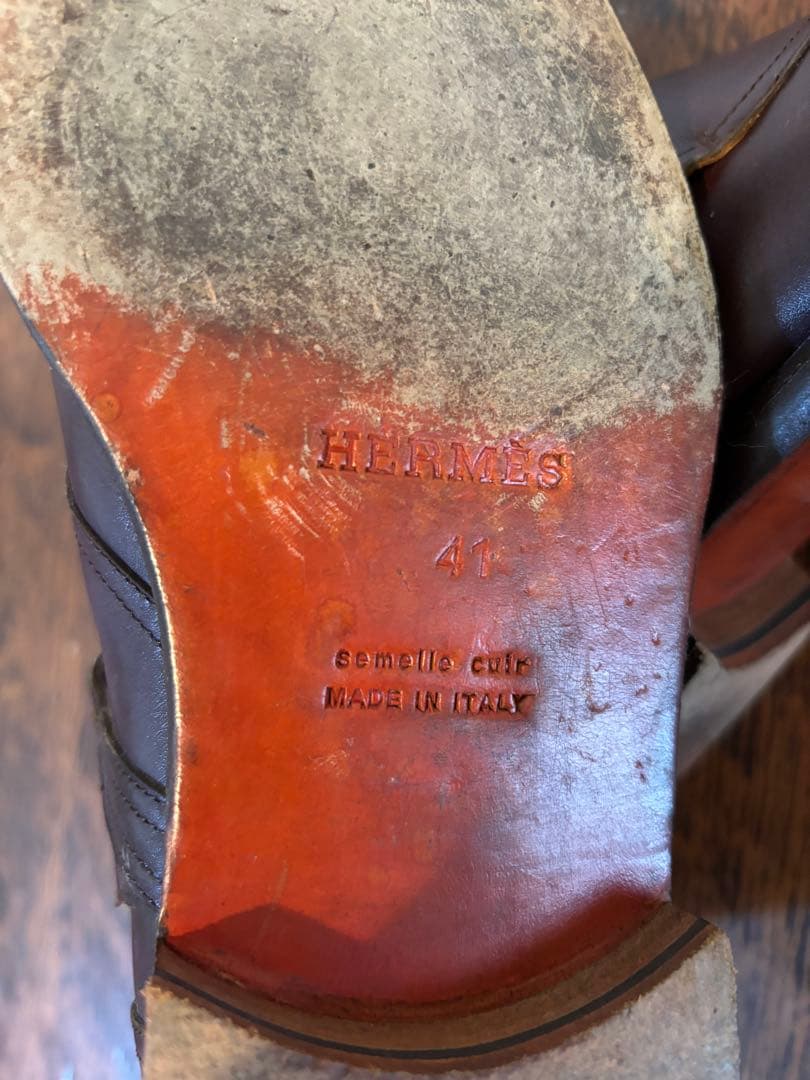 HERMÈS
41
semelle cuir
MADE IN ITALY